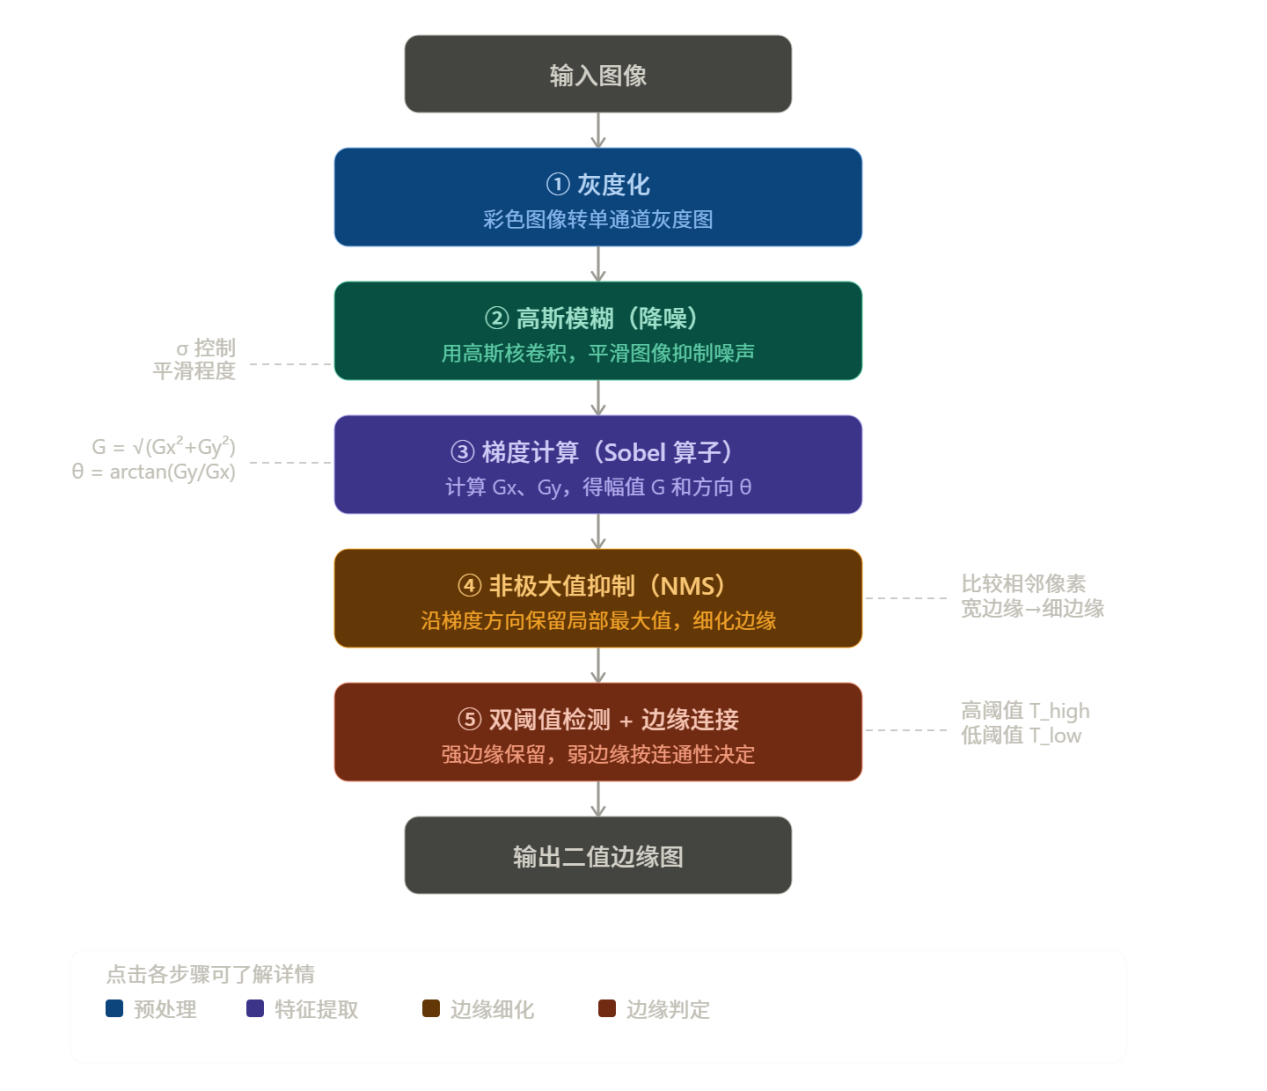 输入图像
① 灰度化
彩色图像转单通道灰度图
② 高斯模糊（降噪）
用高斯核卷积，平滑图像抑制噪声
σ 控制
平滑程度
③ 梯度计算（Sobel 算子）
计算 Gx、Gy，得幅值 G 和方向 θ
G = √(Gx²+Gy²)
θ = arctan(Gy/Gx)
④ 非极大值抑制（NMS）
沿梯度方向保留局部最大值，细化边缘
比较相邻像素
宽边缘→细边缘
⑤ 双阈值检测 + 边缘连接
强边缘保留，弱边缘按连通性决定
高阈值 T_high
低阈值 T_low
输出二值边缘图
点击各步骤可了解详情
预处理
特征提取
边缘细化
边缘判定